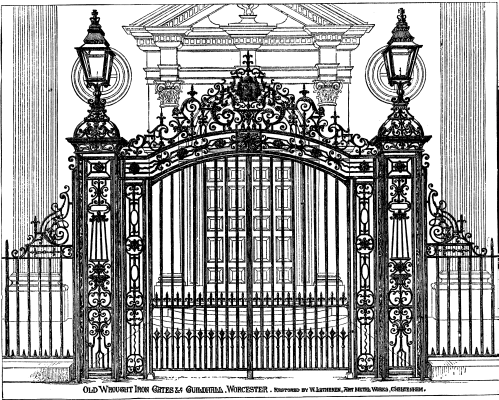 OLD WROUGHT IRON GATES GUILDHALL, WORCESTER. RESTORED BY W. LETHEREN, ART METAL WORKS, CHELTENHAM.